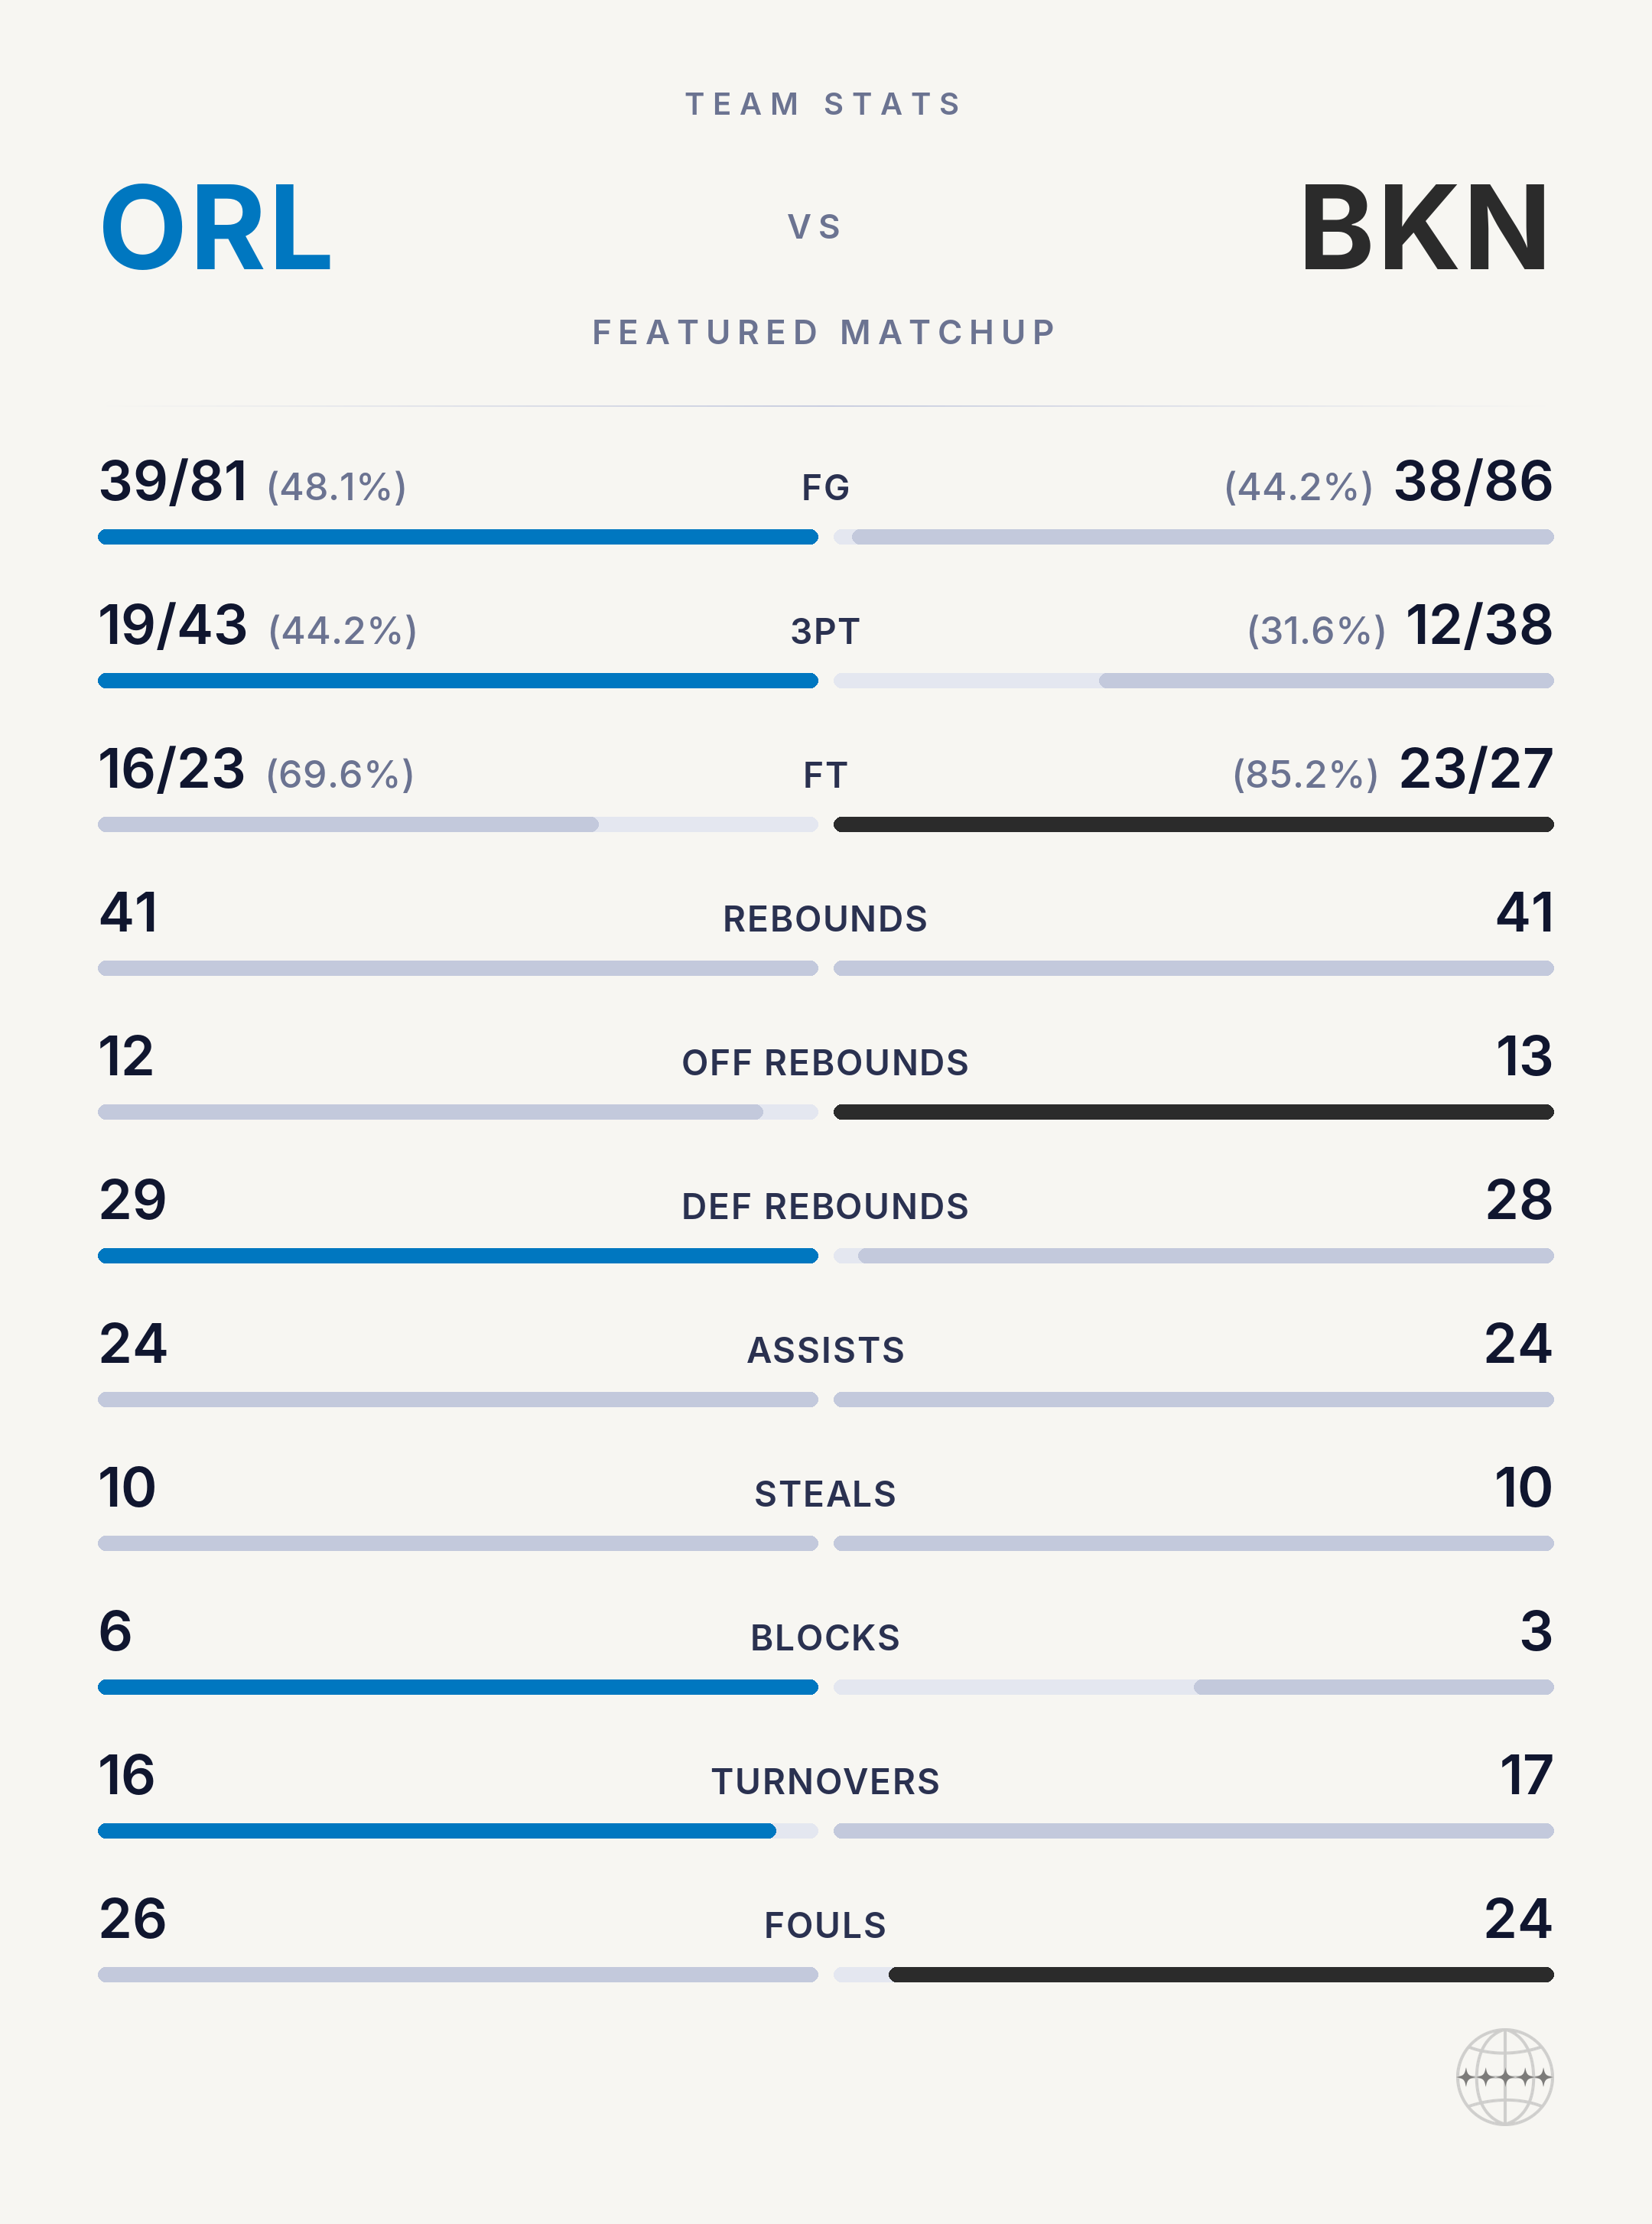 TEAM STATS
ORL VS BKN
FEATURED MATCHUP
39/81 (48.1%) FG (44.2%) 38/86
19/43 (44.2%) 3PT (31.6%) 12/38
16/23 (69.6%) FT (85.2%) 23/27
41 REBOUNDS 41
12 OFF REBOUNDS 13
29 DEF REBOUNDS 28
24 ASSISTS 24
10 STEALS 10
6 BLOCKS 3
16 TURNOVERS 17
26 FOULS 24